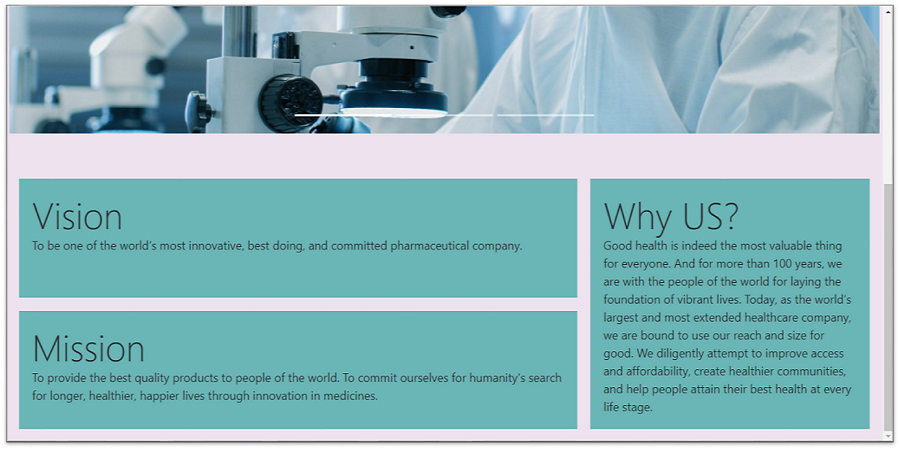 Vision
To be one of the world's most innovative, best doing, and committed pharmaceutical company.
Mission
To provide the best quality products to people of the world. To commit ourselves for humanity's search
for longer, healthier, happier lives through innovation in medicines.
Why US?
Good health is indeed the most valuable thing
for everyone. And for more than 100 years, we
are with the people of the world for laying the
foundation of vibrant lives. Today, as the world's
largest and most extended healthcare company,
we are bound to use our reach and size for
good. We diligently attempt to improve access
and affordability, create healthier communities,
and help people attain their best health at every
life stage.